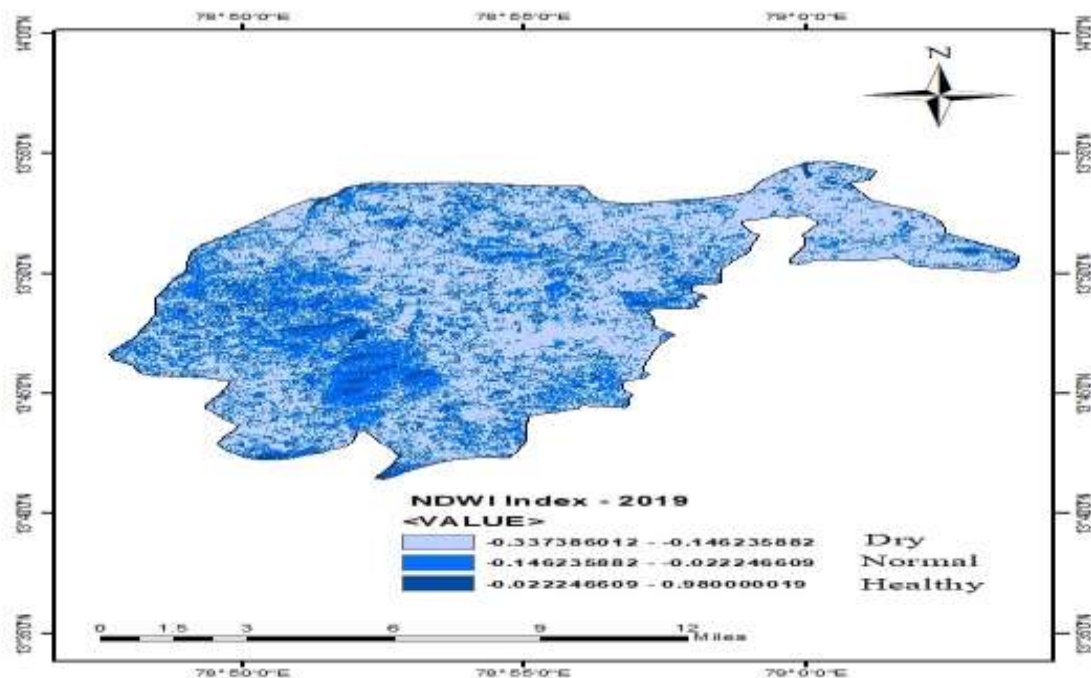 78°50'0"E 78°55'0"E 79°0'0"E
N
NDWI Index - 2019
<VALUE>
-0.337386012 - -0.146235882 Dry
-0.146235882 - -0.022246609 Normal
-0.022246609 - 0.980000019 Healthy
0 1.5 3 6 9 12
Miles
78°50'0"E 78°55'0"E 79°0'0"E